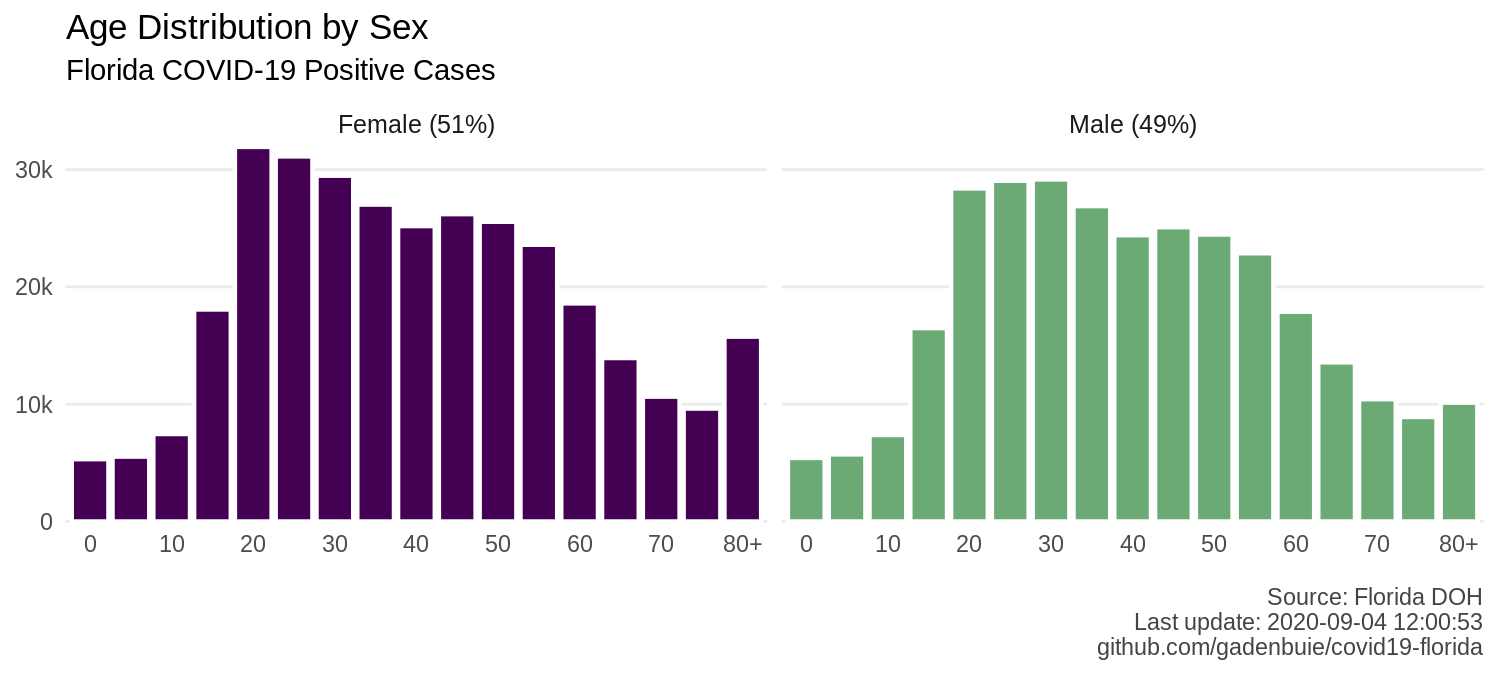 Age Distribution by Sex
Florida COVID-19 Positive Cases
Female (51%)
Male (49%)
30k
20k
10k
0
0 10 20 30 40 50 60 70 80+
0 10 20 30 40 50 60 70 80+
Source: Florida DOH
Last update: 2020-09-04 12:00:53
github.com/gadenbuie/covid19-florida